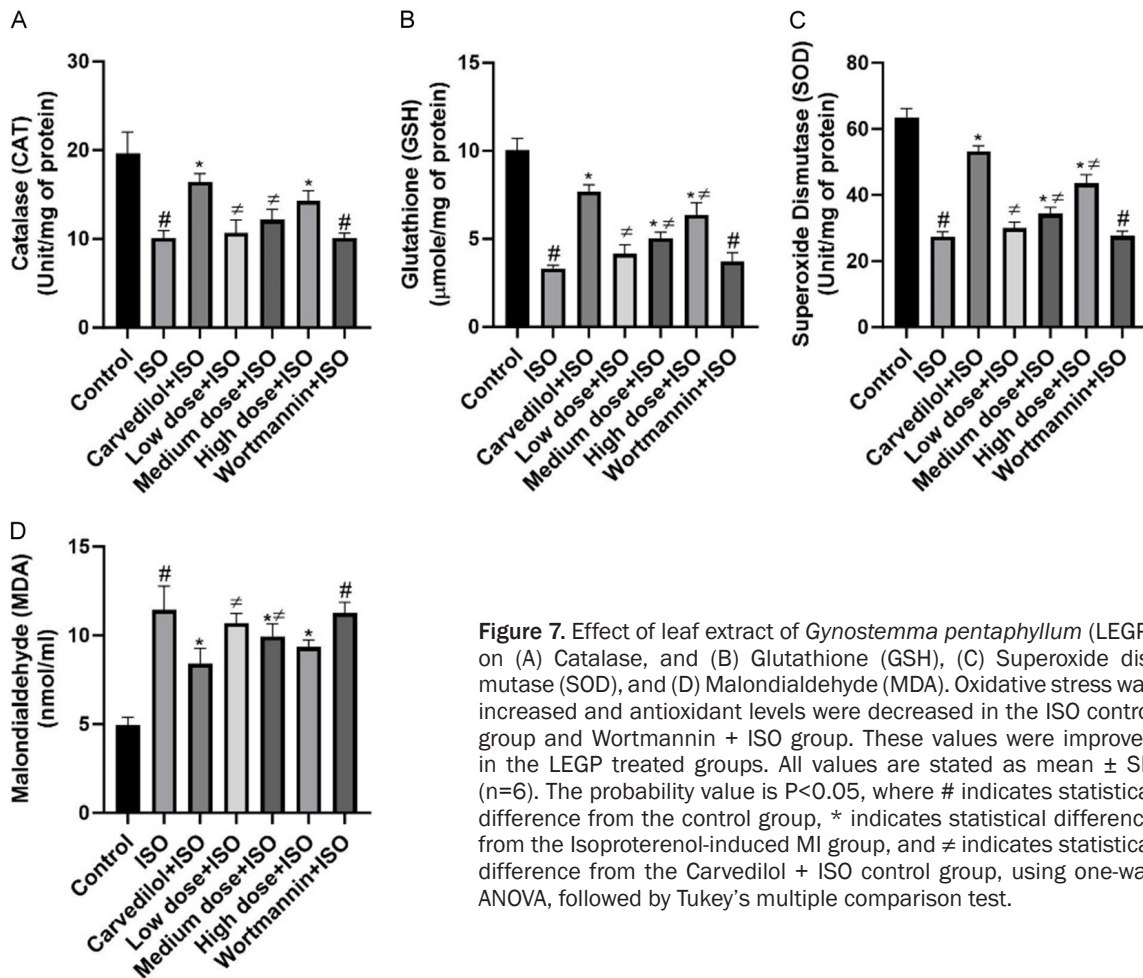 A
Catalase (CAT)
(Unit/mg of protein)
30
20
10
0
#
*
≠
≠
*
#
Control
ISO
Carvedilol+ISO
Low dose+ISO
Medium dose+ISO
High dose+ISO
Wortmannin+ISO
B
Glutathione (GSH)
(μmole/mg of protein)
15
10
5
0
#
*
≠
*≠
*≠
#
Control
ISO
Carvedilol+ISO
Low dose+ISO
Medium dose+ISO
High dose+ISO
Wortmannin+ISO
C
Superoxide Dismutase (SOD)
(Unit/mg of protein)
80
60
40
20
0
#
*
≠
*≠
*≠
#
Control
ISO
Carvedilol+ISO
Low dose+ISO
Medium dose+ISO
High dose+ISO
Wortmannin+ISO
D
Malondialdehyde (MDA)
(nmol/ml)
15
10
5
0
#
*
≠
*≠
*
#
Control
ISO
Carvedilol+ISO
Low dose+ISO
Medium dose+ISO
High dose+ISO
Wortmannin+ISO
Figure 7. Effect of leaf extract of Gynostemma pentaphyllum (LEGP
on (A) Catalase, and (B) Glutathione (GSH), (C) Superoxide dis
mutase (SOD), and (D) Malondialdehyde (MDA). Oxidative stress wa
increased and antioxidant levels were decreased in the ISO control
group and Wortmannin + ISO group. These values were improve
in the LEGP treated groups. All values are stated as mean ± S
(n=6). The probability value is P<0.05, where # indicates statistica
difference from the control group, * indicates statistical differenc
from the Isoproterenol-induced MI group, and ≠ indicates statistica
difference from the Carvedilol + ISO control group, using one-wa
ANOVA, followed by Tukey's multiple comparison test.